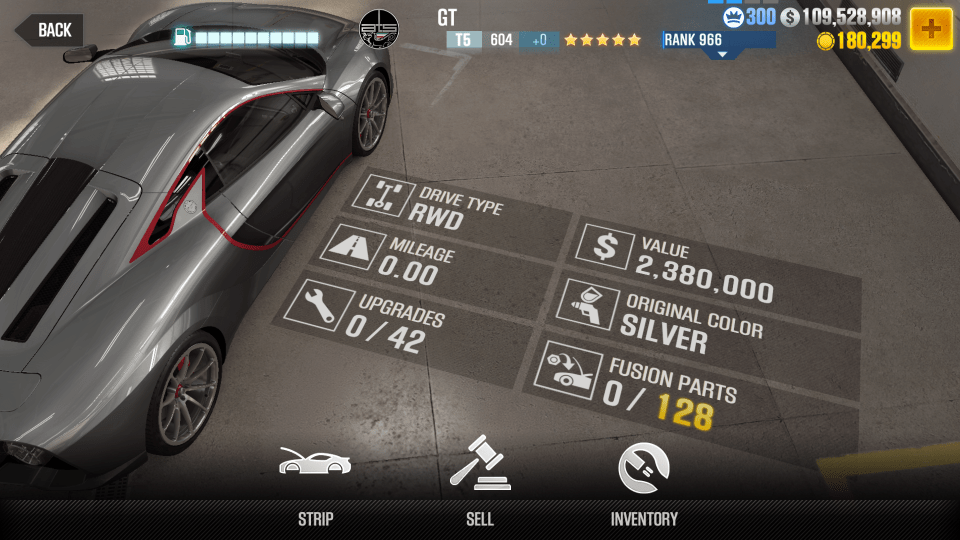 BACK
GT
T5 604 +0
RANK 966
300 $ 109,528,908
180,299
+
DRIVE TYPE
RWD
MILEAGE
0.00
UPGRADES
0/42
$
VALUE
2,380,000
ORIGINAL COLOR
SILVER
FUSION PARTS
0/128
STRIP
SELL
INVENTORY